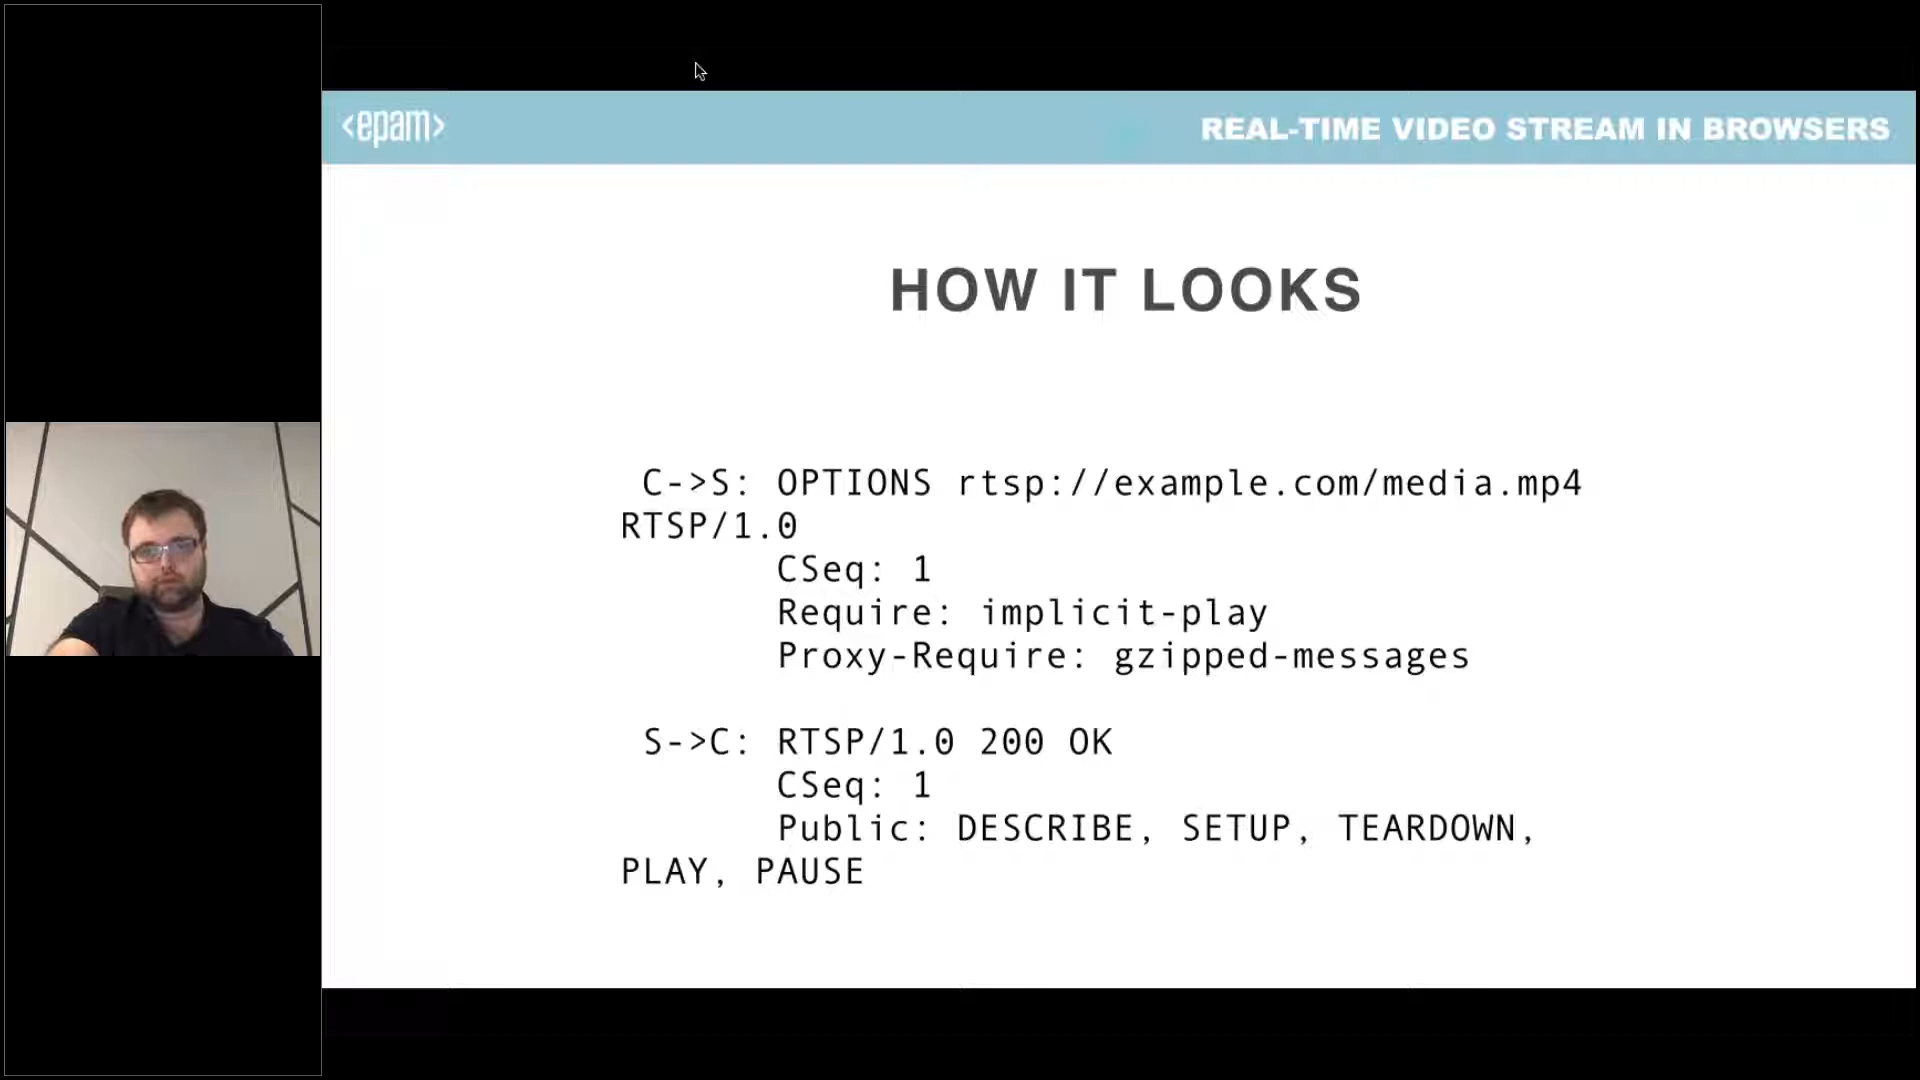 <epam>
REAL-TIME VIDEO STREAM IN BROWSERS
HOW IT LOOKS
C->S: OPTIONS rtsp://example.com/media.mp4
RTSP/1.0
CSeq: 1
Require: implicit-play
Proxy-Require: gzipped-messages
S->C: RTSP/1.0 200 OK
CSeq: 1
Public: DESCRIBE, SETUP, TEARDOWN,
PLAY, PAUSE